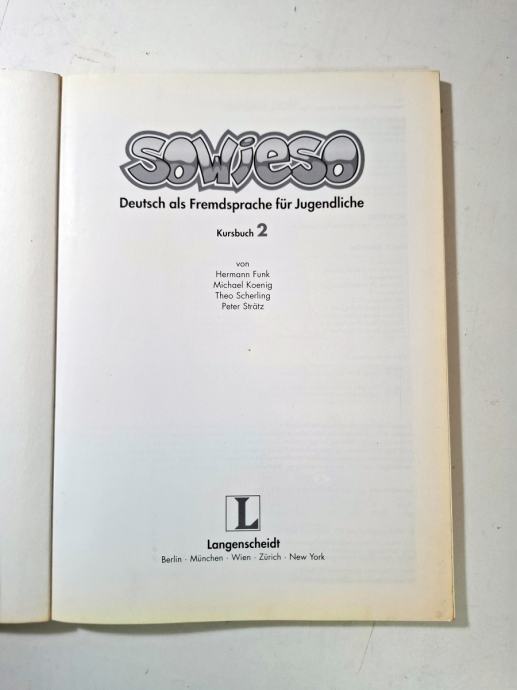 sowieso
Deutsch als Fremdsprache für Jugendliche
Kursbuch 2
von
Hermann Funk
Michael Koenig
Theo Scherling
Peter Strätz
L
Langenscheidt
Berlin · München · Wien · Zürich · New York